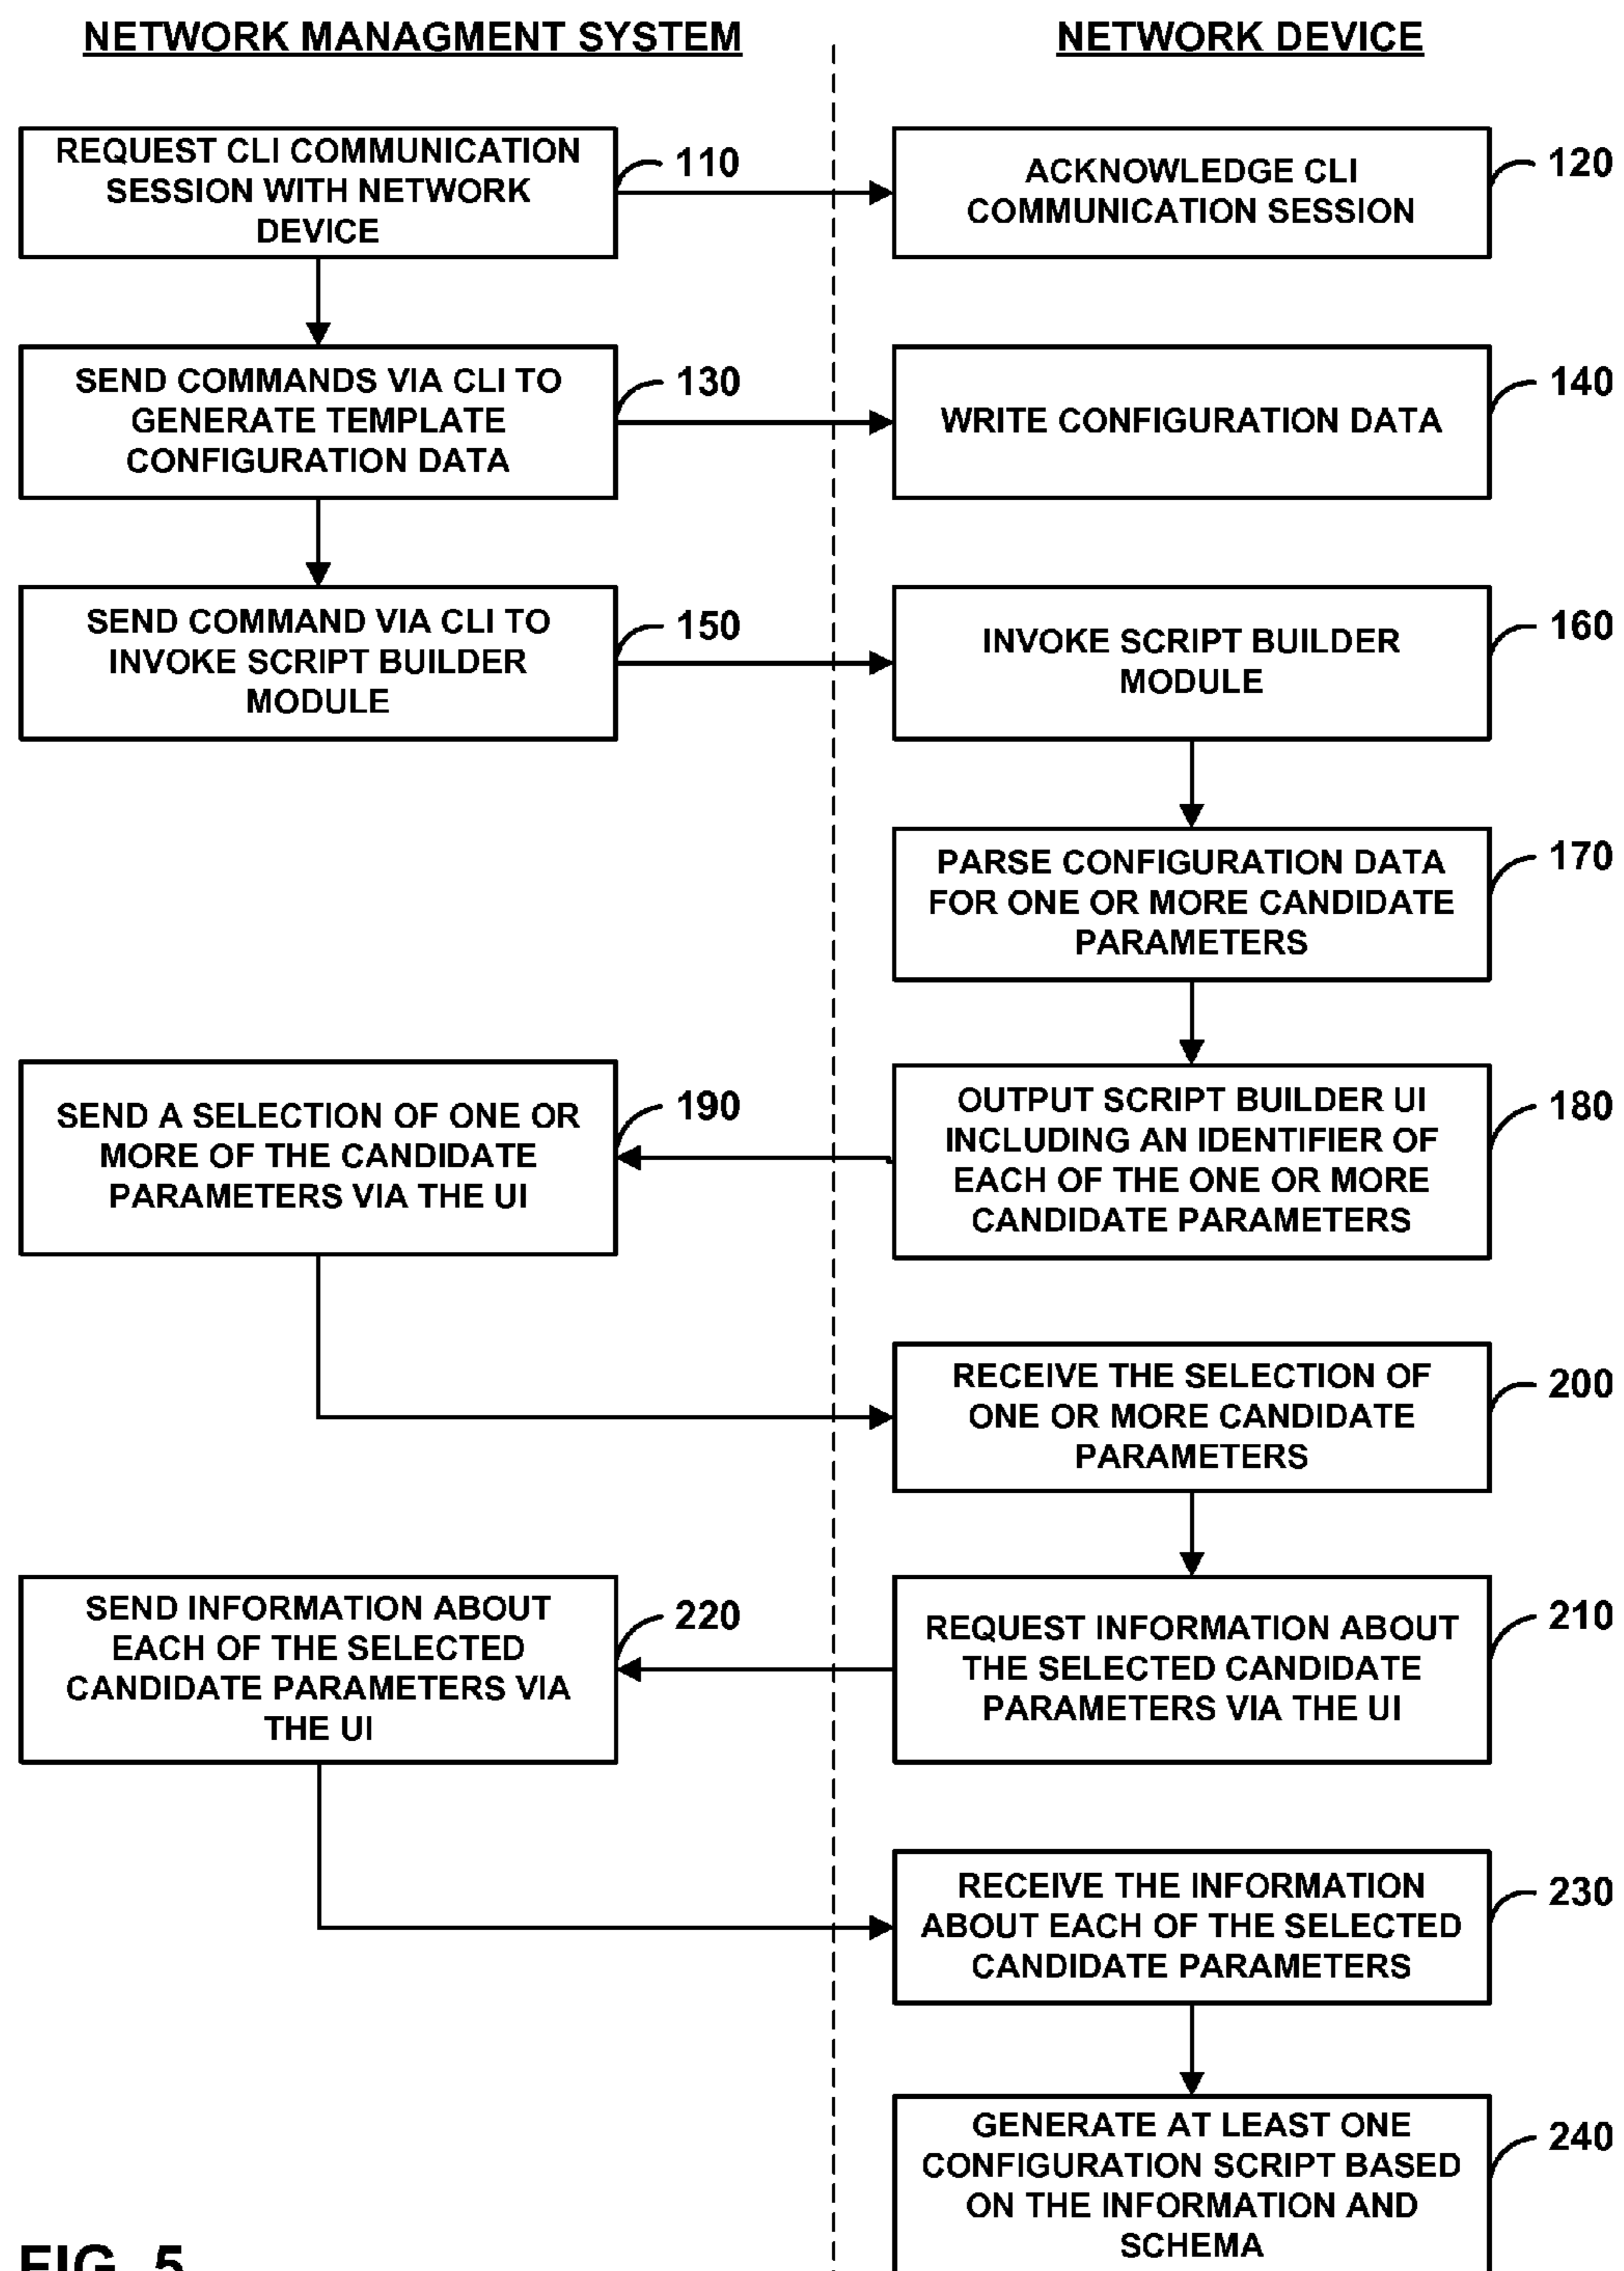 NETWORK MANAGMENT SYSTEM
NETWORK DEVICE
REQUEST CLI COMMUNICATION
SESSION WITH NETWORK
DEVICE
110
ACKNOWLEDGE CLI
COMMUNICATION SESSION
120
SEND COMMANDS VIA CLI TO
GENERATE TEMPLATE
CONFIGURATION DATA
130
WRITE CONFIGURATION DATA
140
SEND COMMAND VIA CLI TO
INVOKE SCRIPT BUILDER
MODULE
150
INVOKE SCRIPT BUILDER
MODULE
160
PARSE CONFIGURATION DATA
FOR ONE OR MORE CANDIDATE
PARAMETERS
170
OUTPUT SCRIPT BUILDER UI
INCLUDING AN IDENTIFIER OF
EACH OF THE ONE OR MORE
CANDIDATE PARAMETERS
180
SEND A SELECTION OF ONE OR
MORE OF THE CANDIDATE
PARAMETERS VIA THE UI
190
RECEIVE THE SELECTION OF
ONE OR MORE CANDIDATE
PARAMETERS
200
REQUEST INFORMATION ABOUT
THE SELECTED CANDIDATE
PARAMETERS VIA THE UI
210
SEND INFORMATION ABOUT
EACH OF THE SELECTED
CANDIDATE PARAMETERS VIA
THE UI
220
RECEIVE THE INFORMATION
ABOUT EACH OF THE SELECTED
CANDIDATE PARAMETERS
230
GENERATE AT LEAST ONE
CONFIGURATION SCRIPT BASED
ON THE INFORMATION AND
SCHEMA
240
FIG. 5